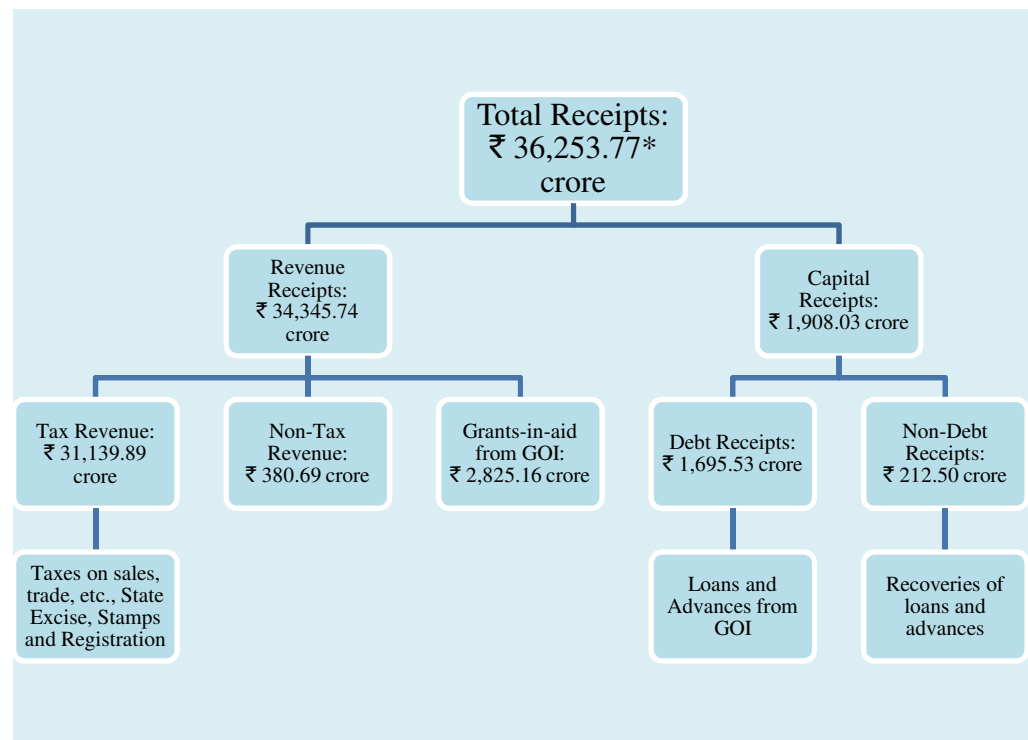 Total Receipts:
₹ 36,253.77*
crore
Revenue
Receipts:
₹ 34,345.74
crore
Capital
Receipts:
₹ 1,908.03 crore
Tax Revenue:
₹ 31,139.89
crore
Non-Tax
Revenue:
₹ 380.69 crore
Grants-in-aid
from GOI:
₹ 2,825.16 crore
Debt Receipts:
₹ 1,695.53 crore
Non-Debt
Receipts:
₹ 212.50 crore
Taxes on sales,
trade, etc., State
Excise, Stamps
and Registration
Loans and
Advances from
GOI
Recoveries of
loans and
advances